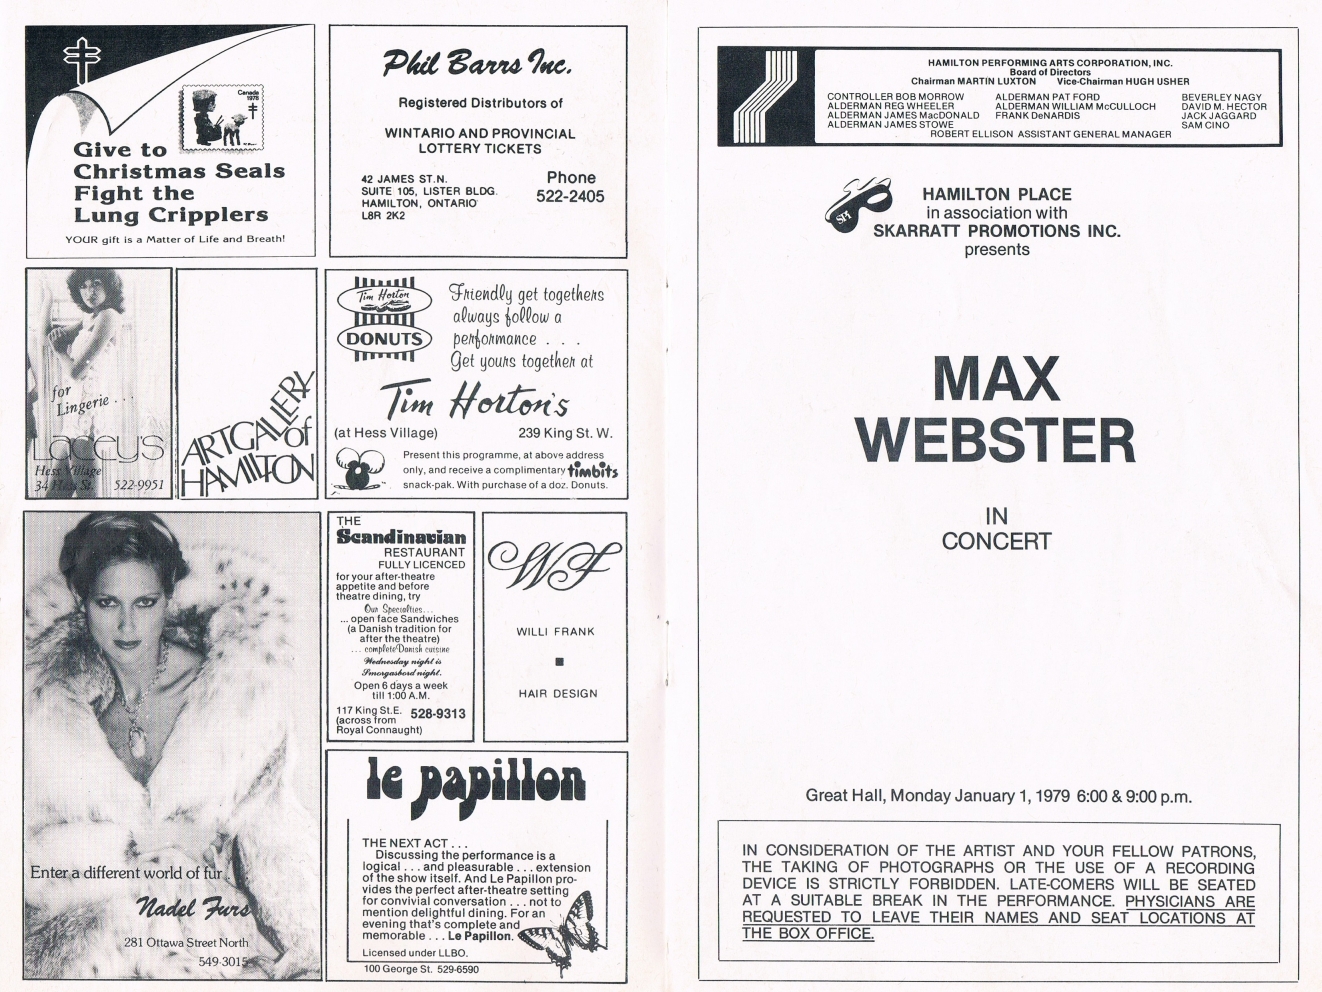 Canada
1978
Give to
Christmas Seals
Fight the
Lung Cripplers
YOUR gift is a Matter of Life and Breath!
Phil Barrs Inc.
Registered Distributors of
WINTARIO AND PROVINCIAL
LOTTERY TICKETS
42 JAMES ST.N.
SUITE 105, LISTER BLDG.
HAMILTON, ONTARIO
L8R 2K2
Phone
522-2405
for
Lingerie . . .
Lacey's
Hess Village
34 Hess St. 522-9951
ART GALLERY
of
HAMILTON
Tim Horton
DONUTS
Friendly get togethers
always follow a
performance . . .
Get yours together at
Tim Horton's
(at Hess Village) 239 King St. W.
Present this programme, at above address
only, and receive a complimentary timbits
snack-pak. With purchase of a doz. Donuts.
Enter a different world of fur
Nadel Furs
281 Ottawa Street North
549-3015
THE
Scandinavian
RESTAURANT
FULLY LICENCED
for your after-theatre
appetite and before
theatre dining, try
Our Specialties...
... open face Sandwiches
(a Danish tradition for
after the theatre)
... complete Danish cuisine
Wednesday night is
Smorgasbord night.
Open 6 days a week
till 1:00 A.M.
117 King St.E. 528-9313
(across from
Royal Connaught)
WF
WILLI FRANK
HAIR DESIGN
le papillon
THE NEXT ACT . . .
Discussing the performance is a
logical . . . and pleasurable . . . extension
of the show itself. And Le Papillon pro-
vides the perfect after-theatre setting
for convivial conversation . . . not to
mention delightful dining. For an
evening that's complete and
memorable . . . Le Papillon.
Licensed under LLBO.
100 George St. 529-6590
HAMILTON PERFORMING ARTS CORPORATION, INC.
Board of Directors
Chairman MARTIN LUXTON Vice-Chairman HUGH USHER
CONTROLLER BOB MORROW ALDERMAN PAT FORD BEVERLEY NAGY
ALDERMAN REG WHEELER ALDERMAN WILLIAM McCULLOCH DAVID M. HECTOR
ALDERMAN JAMES MacDONALD FRANK DeNARDIS JACK JAGGARD
ALDERMAN JAMES STOWE SAM CINO
ROBERT ELLISON ASSISTANT GENERAL MANAGER
SPI
HAMILTON PLACE
in association with
SKARRATT PROMOTIONS INC.
presents
MAX
WEBSTER
IN
CONCERT
Great Hall, Monday January 1, 1979 6:00 & 9:00 p.m.
IN CONSIDERATION OF THE ARTIST AND YOUR FELLOW PATRONS,
THE TAKING OF PHOTOGRAPHS OR THE USE OF A RECORDING
DEVICE IS STRICTLY FORBIDDEN. LATE-COMERS WILL BE SEATED
AT A SUITABLE BREAK IN THE PERFORMANCE. PHYSICIANS ARE
REQUESTED TO LEAVE THEIR NAMES AND SEAT LOCATIONS AT
THE BOX OFFICE.